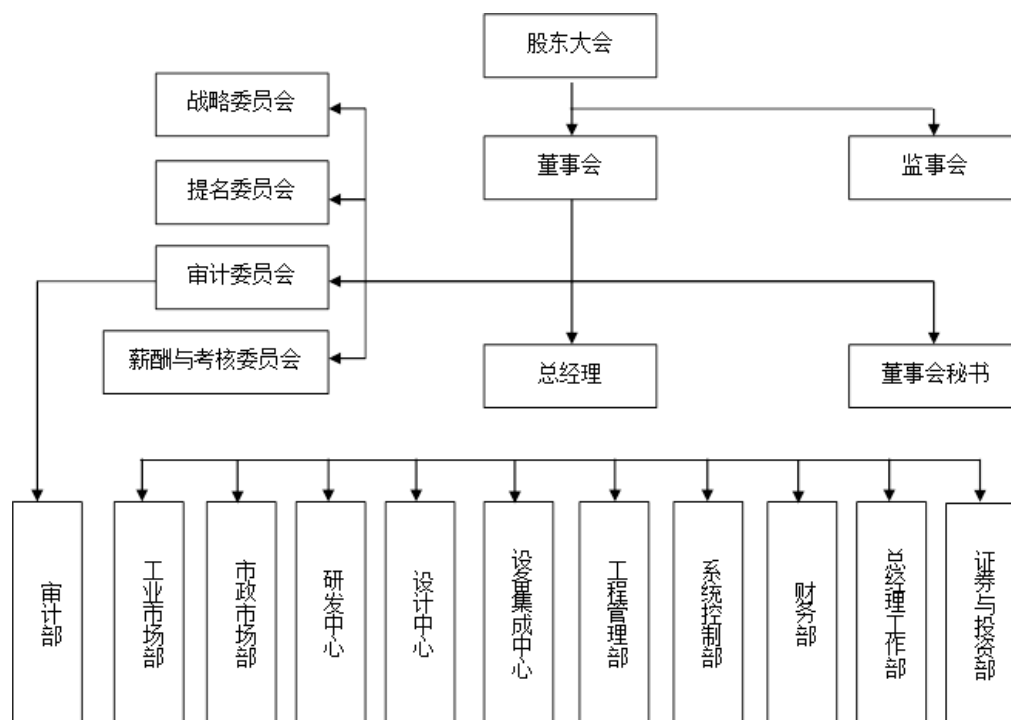 股东大会
战略委员会
董事会
监事会
提名委员会
审计委员会
薪酬与考核委员会
总经理
董事会秘书
审计部
工业市场部
市政市场部
研发中心
设计中心
设备集成中心
工程管理部
系统控制部
财务部
总经理工作部
证券与投资部